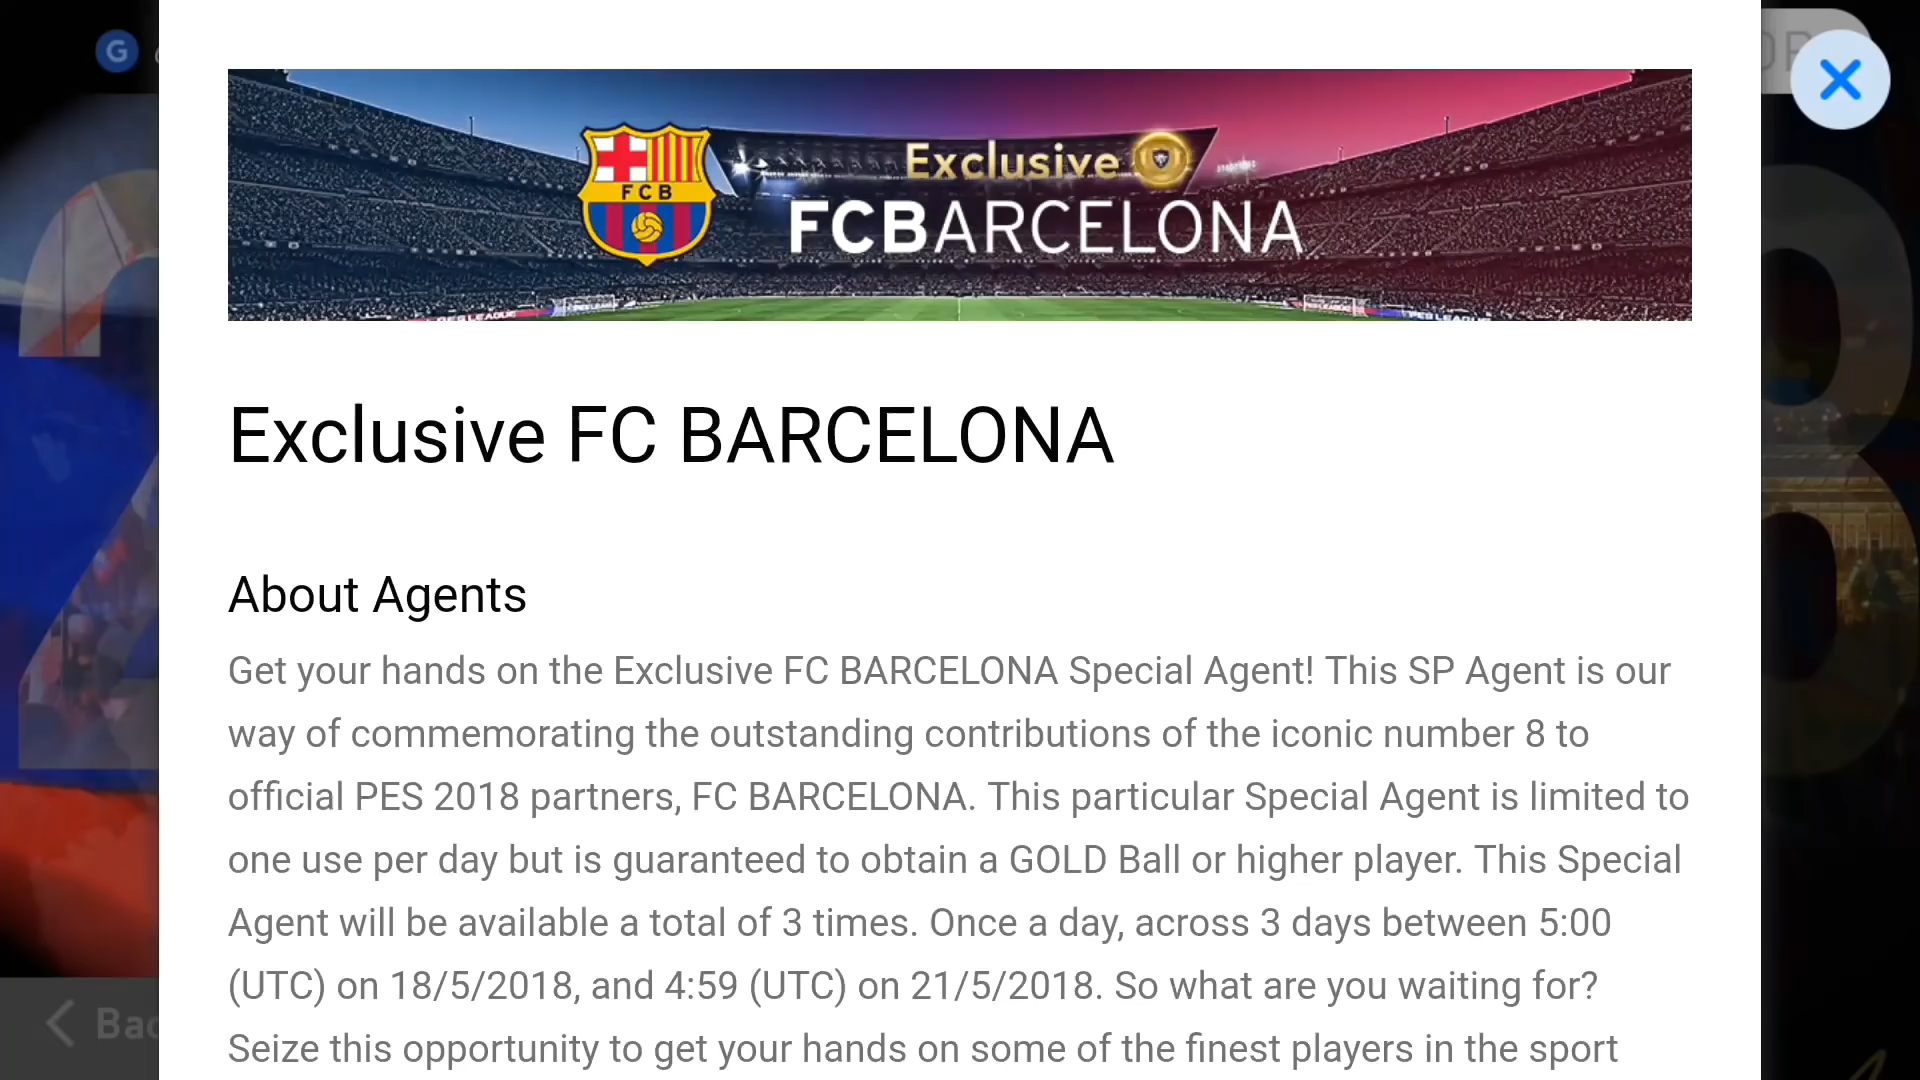 G
FCB
Exclusive
FCBARCELONA
PES LEAGUE
PES LEAGUE
Exclusive FC BARCELONA
About Agents
Get your hands on the Exclusive FC BARCELONA Special Agent! This SP Agent is our
way of commemorating the outstanding contributions of the iconic number 8 to
official PES 2018 partners, FC BARCELONA. This particular Special Agent is limited to
one use per day but is guaranteed to obtain a GOLD Ball or higher player. This Special
Agent will be available a total of 3 times. Once a day, across 3 days between 5:00
(UTC) on 18/5/2018, and 4:59 (UTC) on 21/5/2018. So what are you waiting for?
Seize this opportunity to get your hands on some of the finest players in the sport
Bac